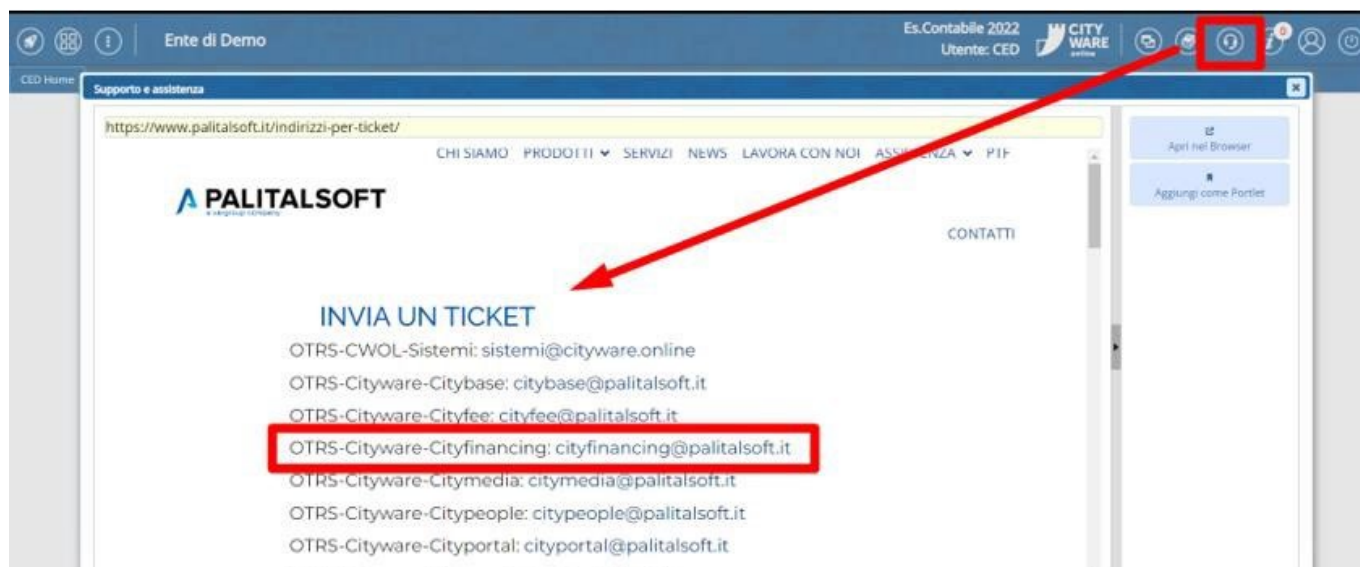 Ente di Demo
Es.Contabile 2022
Utente: CED
CITY
WARE
online
0
CED Home
Supporto e assistenza
https://www.palitalsoft.it/indirizzi-per-ticket/
CHI SIAMO PRODOTTI SERVIZI NEWS LAVORA CON NOI ASSISTENZA PTF
PALITALSOFT
CONTATTI
Apri nel Browser
Aggiungi come Portlet
INVIA UN TICKET
OTRS-CWOL-Sistemi: sistemi@cityware.online
OTRS-Cityware-Citybase: citybase@palitalsoft.it
OTRS-Cityware-Cityfee: cityfee@palitalsoft.it
OTRS-Cityware-Cityfinancing: cityfinancing@palitalsoft.it
OTRS-Cityware-Citymedia: citymedia@palitalsoft.it
OTRS-Cityware-Citypeople: citypeople@palitalsoft.it
OTRS-Cityware-Cityportal: cityportal@palitalsoft.it